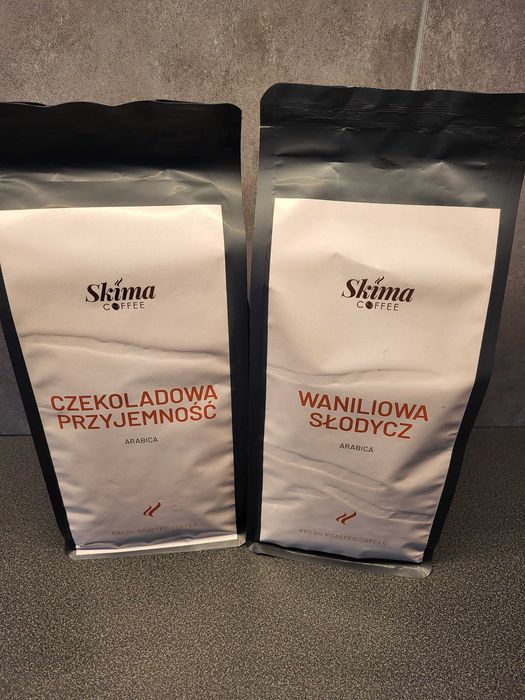 Skima
COFFEE
CZEKOLADOWA
PRZYJEMNOŚĆ
ARABICA
FRESH ROASTED COFFEE
Skima
COFFEE
WANILIOWA
SŁODYCZ
ARABICA
FRESH ROASTED COFFEE